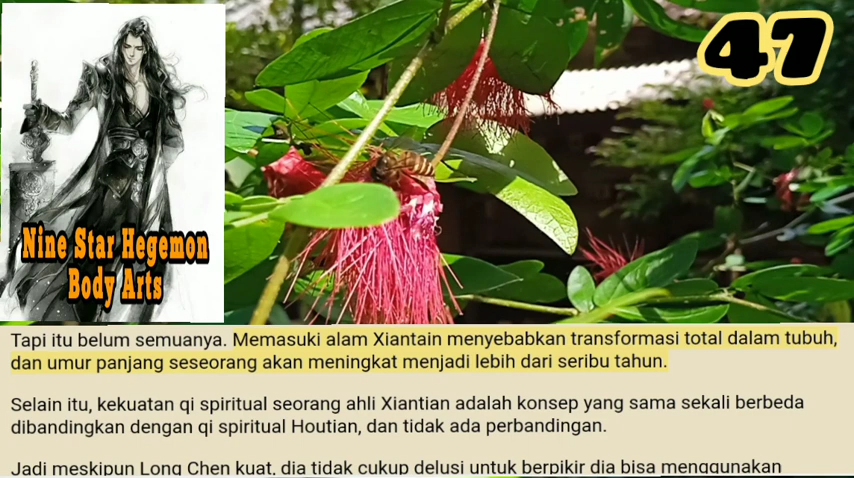 47
Nine Star Hegemon
Body Arts
Tapi itu belum semuanya. Memasuki alam Xiantain menyebabkan transformasi total dalam tubuh,
dan umur panjang seseorang akan meningkat menjadi lebih dari seribu tahun.
Selain itu, kekuatan qi spiritual seorang ahli Xiantian adalah konsep yang sama sekali berbeda
dibandingkan dengan qi spiritual Houtian, dan tidak ada perbandingan.
Jadi meskipun Long Chen kuat, dia tidak cukup delusi untuk berpikir dia bisa menggunakan